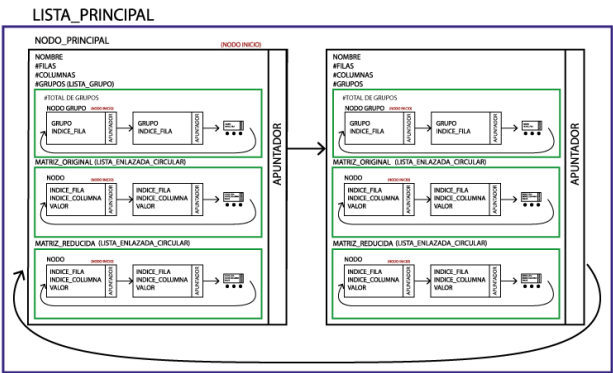 LISTA_PRINCIPAL
NODO_PRINCIPAL
(NODO INICIO)
NOMBRE
#FILAS
#COLUMNAS
#GRUPOS (LISTA_GRUPO)
#TOTAL DE GRUPOS
NODO GRUPO (NODO INICIO)
GRUPO
INDICE_FILA
APUNTADOR
GRUPO
INDICE_FILA
APUNTADOR
MATRIZ_ORIGINAL (LISTA_ENLAZADA_CIRCULAR)
NODO (NODO INICIO)
INDICE_FILA
INDICE_COLUMNA
VALOR
APUNTADOR
INDICE_FILA
INDICE_COLUMNA
VALOR
APUNTADOR
MATRIZ_REDUCIDA (LISTA_ENLAZADA_CIRCULAR)
NODO (NODO INICIO)
INDICE_FILA
INDICE_COLUMNA
VALOR
APUNTADOR
INDICE_FILA
INDICE_COLUMNA
VALOR
APUNTADOR
APUNTADOR
NOMBRE
#FILAS
#COLUMNAS
#GRUPOS
#TOTAL DE GRUPOS
NODO GRUPO (NODO INICIO)
GRUPO
INDICE_FILA
APUNTADOR
GRUPO
INDICE_FILA
APUNTADOR
MATRIZ_ORIGINAL (LISTA_ENLAZADA_CIRCULAR)
NODO (NODO INICIO)
INDICE_FILA
INDICE_COLUMNA
VALOR
APUNTADOR
INDICE_FILA
INDICE_COLUMNA
VALOR
APUNTADOR
MATRIZ_REDUCIDA (LISTA_ENLAZADA_CIRCULAR)
NODO (NODO INICIO)
INDICE_FILA
INDICE_COLUMNA
VALOR
APUNTADOR
INDICE_FILA
INDICE_COLUMNA
VALOR
APUNTADOR
APUNTADOR